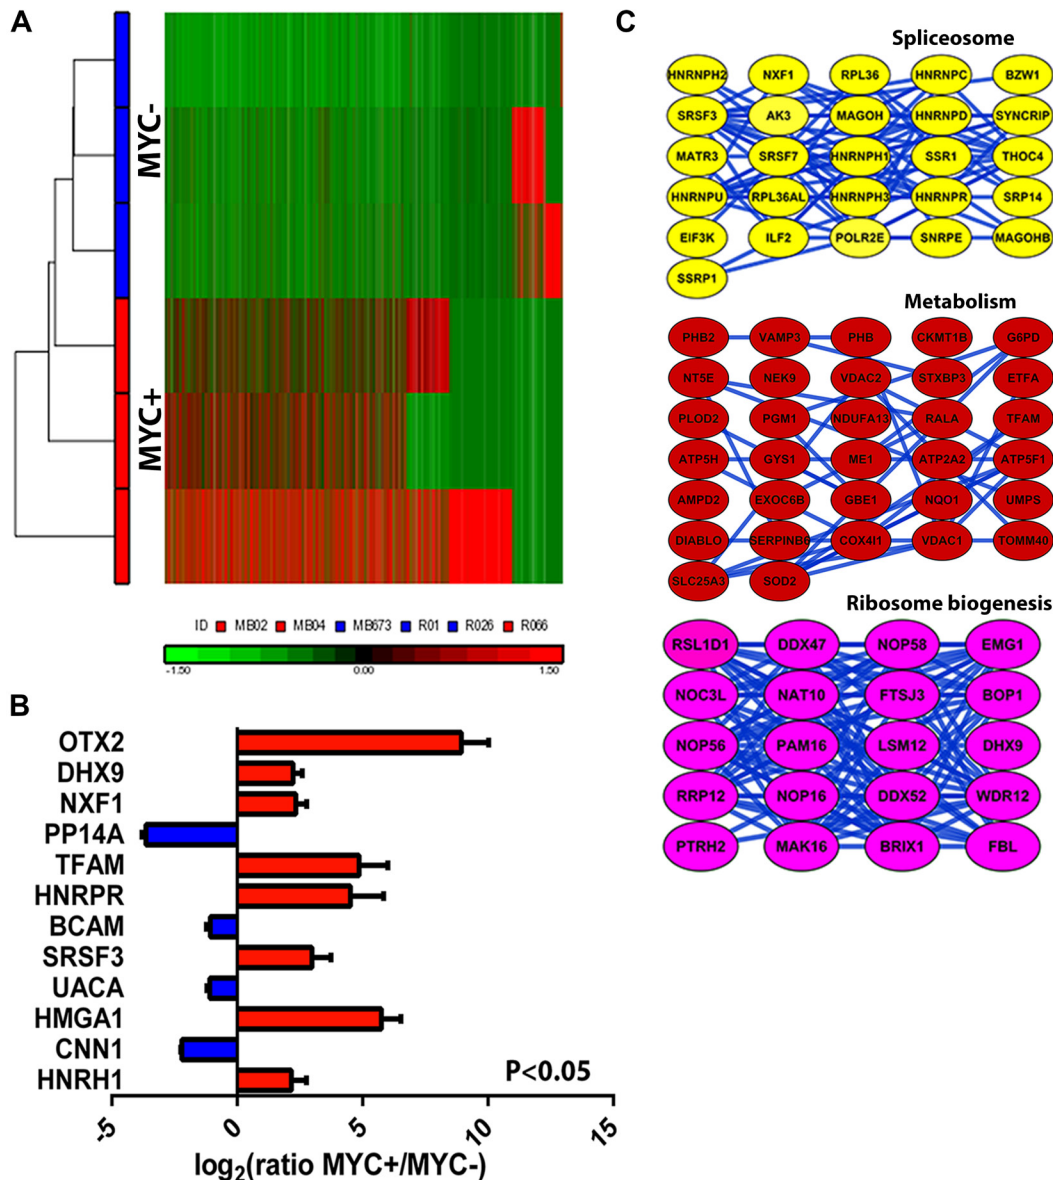 A
MYC-
MYC+
ID MB02 MB04 MB673 R01 R026 R066
-1.50 0.00 1.50
B
OTX2
DHX9
NXF1
PP14A
TFAM
HNRPR
BCAM
SRSF3
UACA
HMGA1
CNN1
HNRH1
P<0.05
-5 0 5 10 15
log2(ratio MYC+/MYC-)
C
Spliceosome
HNRNPH2 NXF1 RPL36 HNRNPC BZW1
SRSF3 AK3 MAGOH HNRNPD SYNCRIP
MATR3 SRSF7 HNRNPH1 SSR1 THOC4
HNRNPU RPL36AL HNRNPH3 HNRNPR SRP14
EIF3K ILF2 POLR2E SNRPE MAGOHB
SSRP1
Metabolism
PHB2 VAMP3 PHB CKMT1B G6PD
NT5E NEK9 VDAC2 STXBP3 ETFA
PLOD2 PGM1 NDUFA13 RALA TFAM
ATP5H GYS1 ME1 ATP2A2 ATP5F1
AMPD2 EXOC6B GBE1 NQO1 UMPS
DIABLO SERPINB6 COX4I1 VDAC1 TOMM40
SLC25A3 SOD2
Ribosome biogenesis
RSL1D1 DDX47 NOP58 EMG1
NOC3L NAT10 FTSJ3 BOP1
NOP56 PAM16 LSM12 DHX9
RRP12 NOP16 DDX52 WDR12
PTRH2 MAK16 BRIX1 FBL